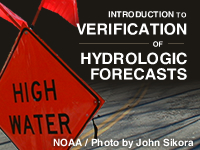 INTRODUCTION TO
VERIFICATION
OF
HYDROLOGIC
FORECASTS
HIGH
WATER
NOAA / Photo by John Sikora